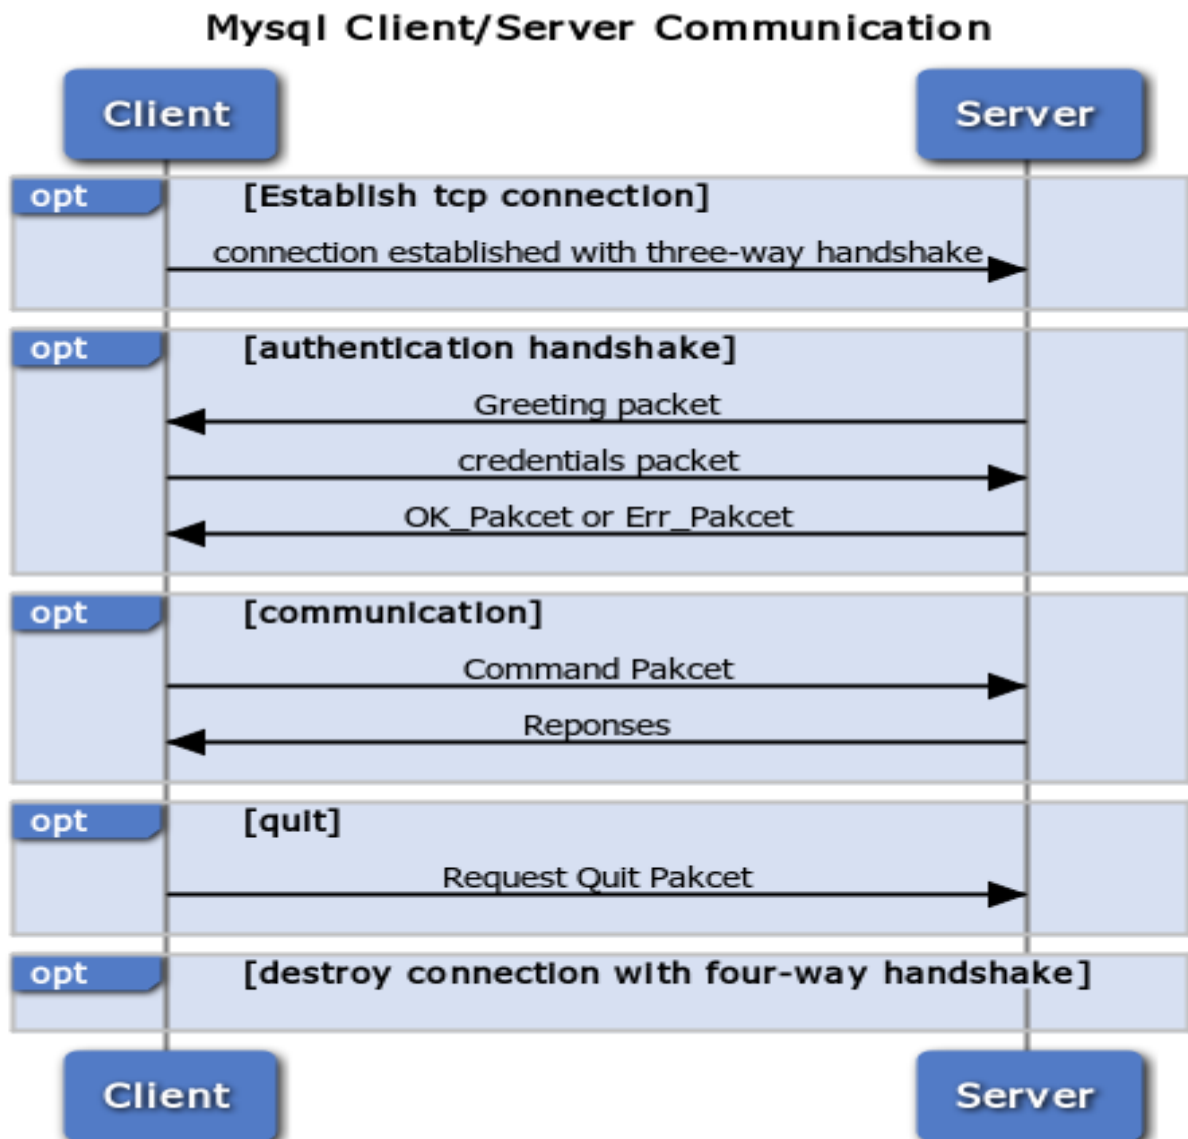 Mysql Client/Server Communication
Client Server
opt [Establish tcp connection]
connection established with three-way handshake
opt [authentication handshake]
Greeting packet
credentials packet
OK_Pakcet or Err_Pakcet
opt [communication]
Command Pakcet
Reponses
opt [quit]
Request Quit Pakcet
opt [destroy connection with four-way handshake]
Client Server